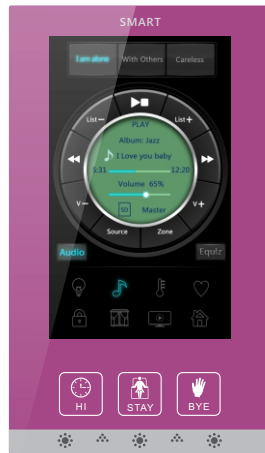 SMART
I am alone With Others Careless
List− List+
PLAY
Album: Jazz
I Love you baby
1:31 12:20
Volume 65%
SD Master
V− V+
Source Zone
Audio Equlz
HI STAY BYE